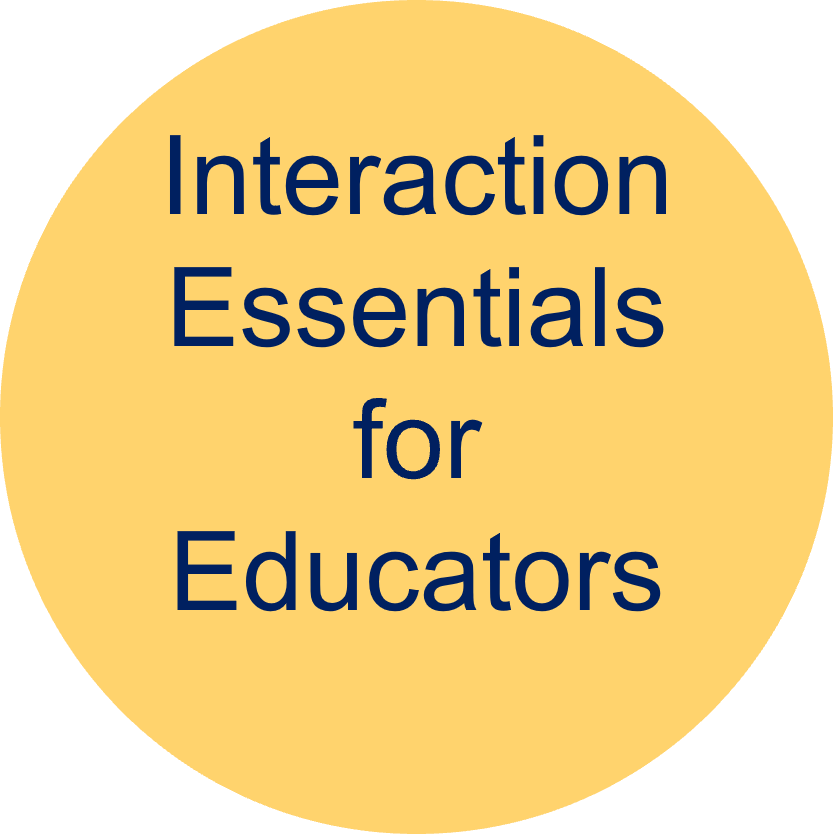 Interaction
Essentials
for
Educators